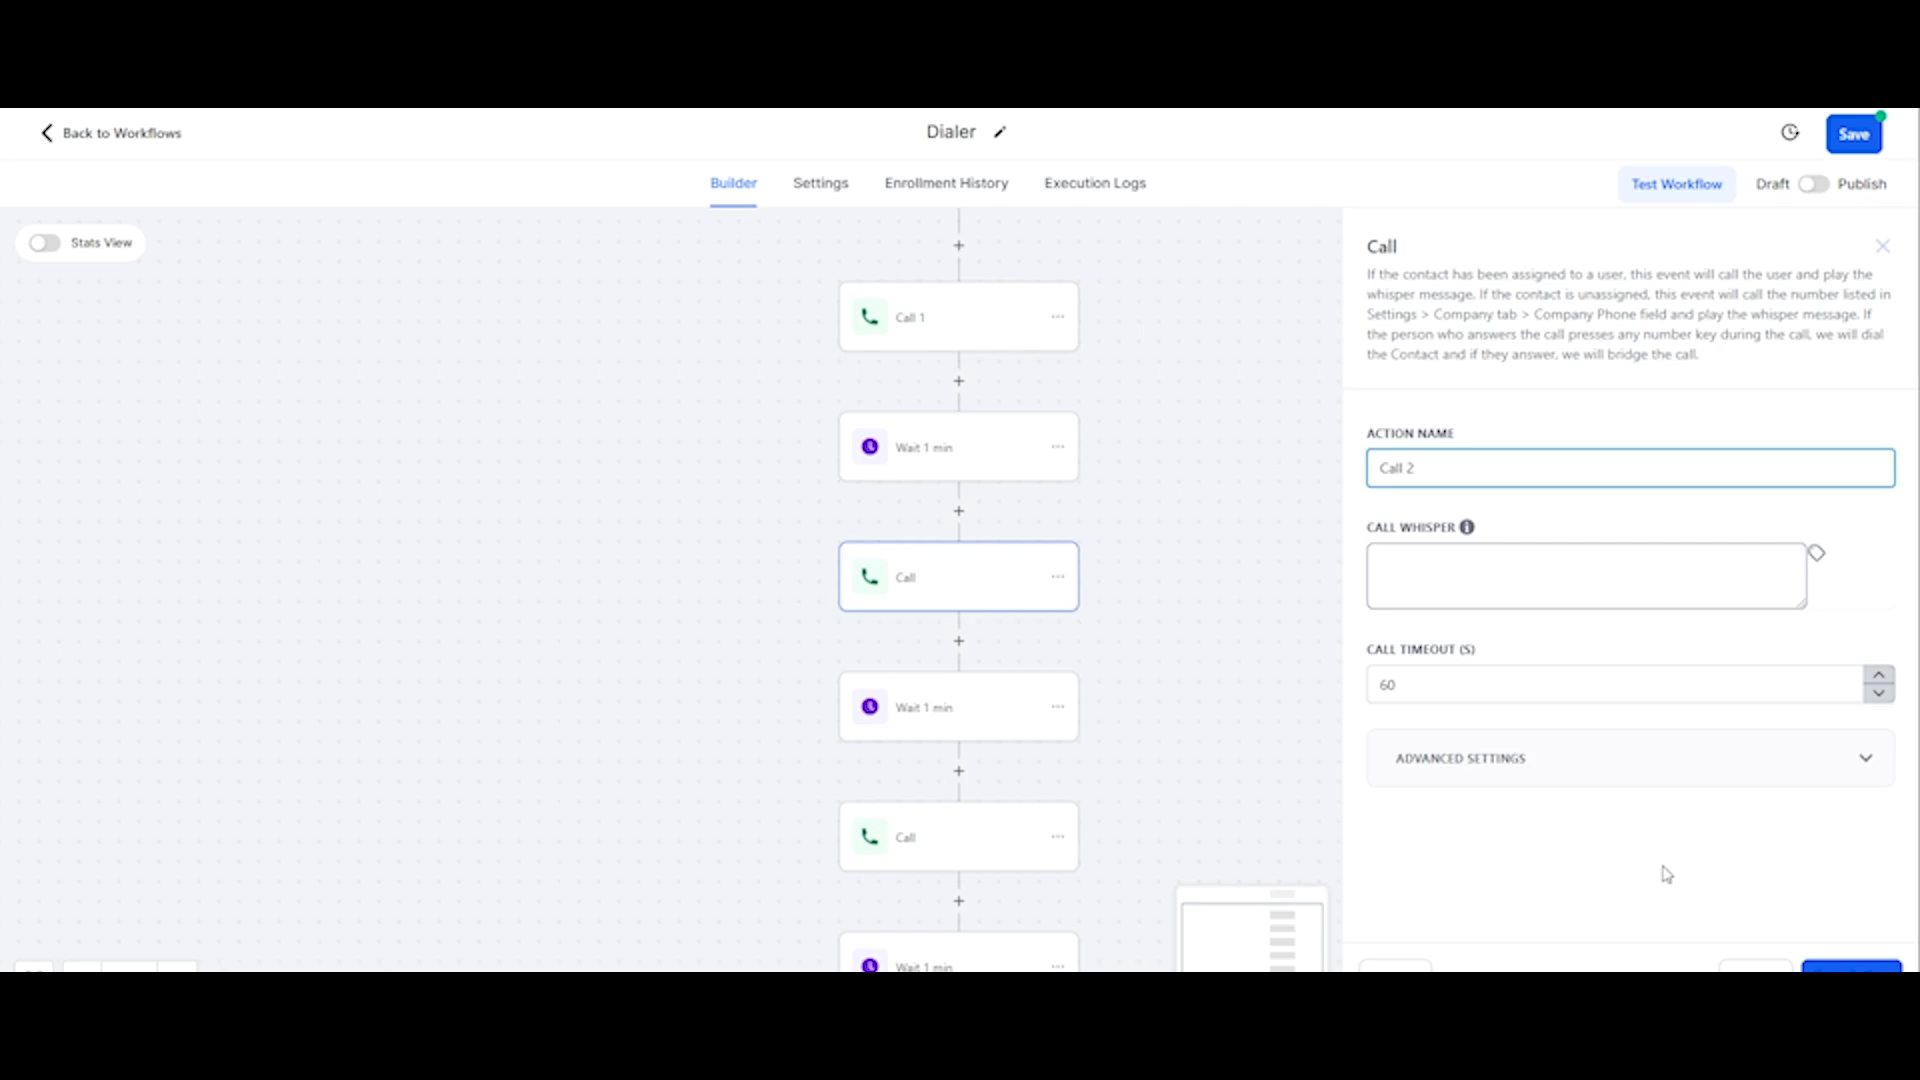 Back to Workflows
Dialer
Save
Builder
Settings
Enrollment History
Execution Logs
Test Workflow
Draft
Publish
Stats View
Call 1
Wait 1 min
Call
Wait 1 min
Call
Wait 1 min
Call
If the contact has been assigned to a user, this event will call the user and play the
whisper message. If the contact is unassigned, this event will call the number listed in
Settings > Company tab > Company Phone field and play the whisper message. If
the person who answers the call presses any number key during the call, we will dial
the Contact and if they answer, we will bridge the call.
ACTION NAME
Call 2
CALL WHISPER
CALL TIMEOUT (S)
60
ADVANCED SETTINGS